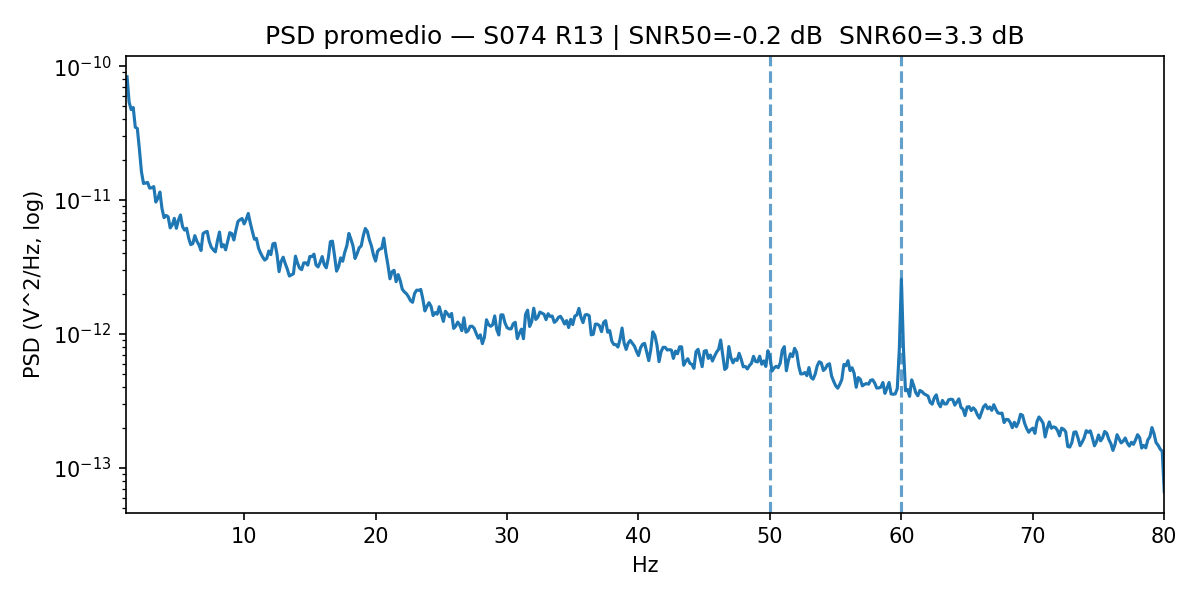 PSD promedio — S074 R13 | SNR50=-0.2 dB  SNR60=3.3 dB
PSD (V^2/Hz, log)
10⁻¹⁰
10⁻¹¹
10⁻¹²
10⁻¹³
10 20 30 40 50 60 70 80
Hz